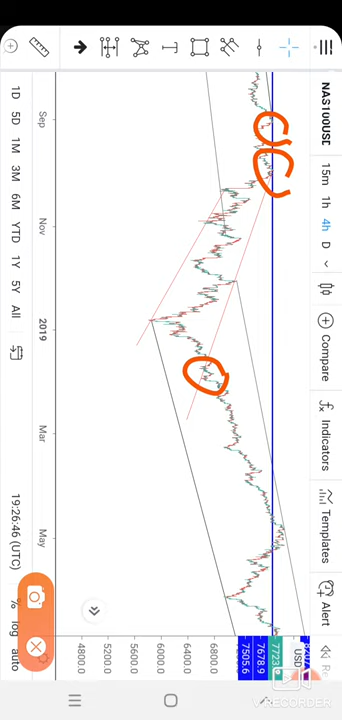 NAS100USD
15m
1h
4h
D
Compare
Indicators
Templates
Alert
Re
Sep
Nov
2019
Mar
May
1D
5D
1M
3M
6M
YTD
1Y
5Y
All
19:26:46 (UTC)
%
log
auto
USD
7723
7678.9
7505.6
6800.0
6400.0
6000.0
5600.0
5200.0
4800.0
VRECORDER